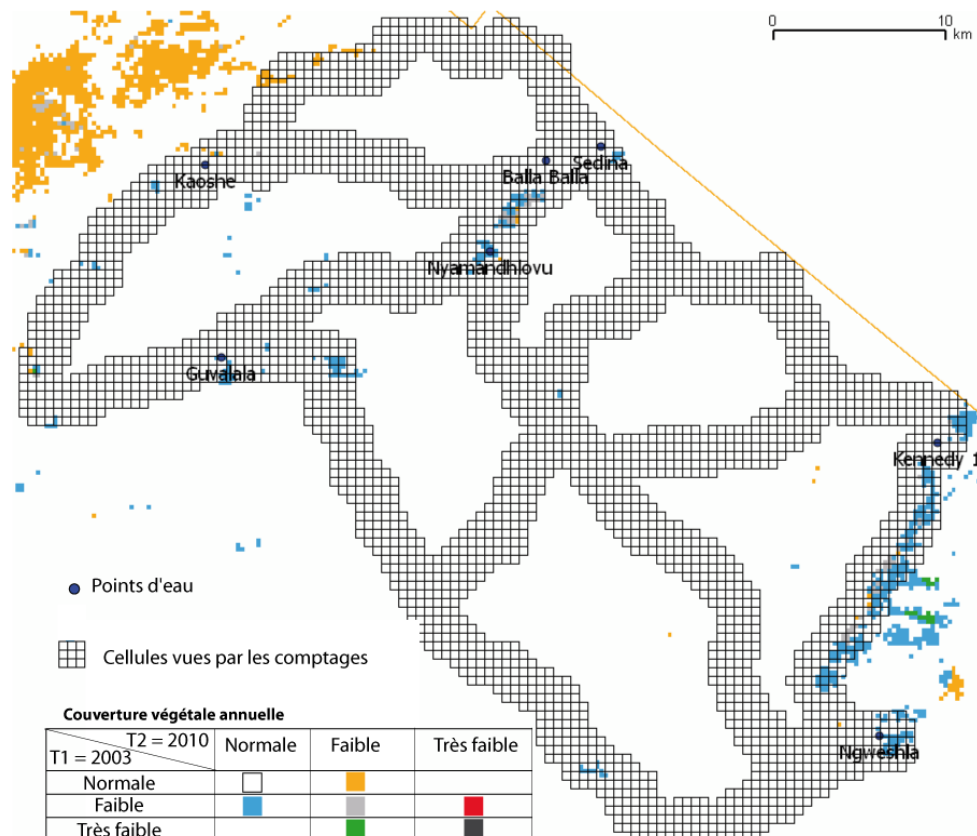 0 10
km
Sedina
Balla Balla
Kaoshe
Nyamandhlovu
Guvalala
Kennedy 1
Points d'eau
Cellules vues par les comptages
Ngweshla
Couverture végétale annuelle
T2 = 2010 Normale Faible Très faible
T1 = 2003
Normale
Faible
Très faible